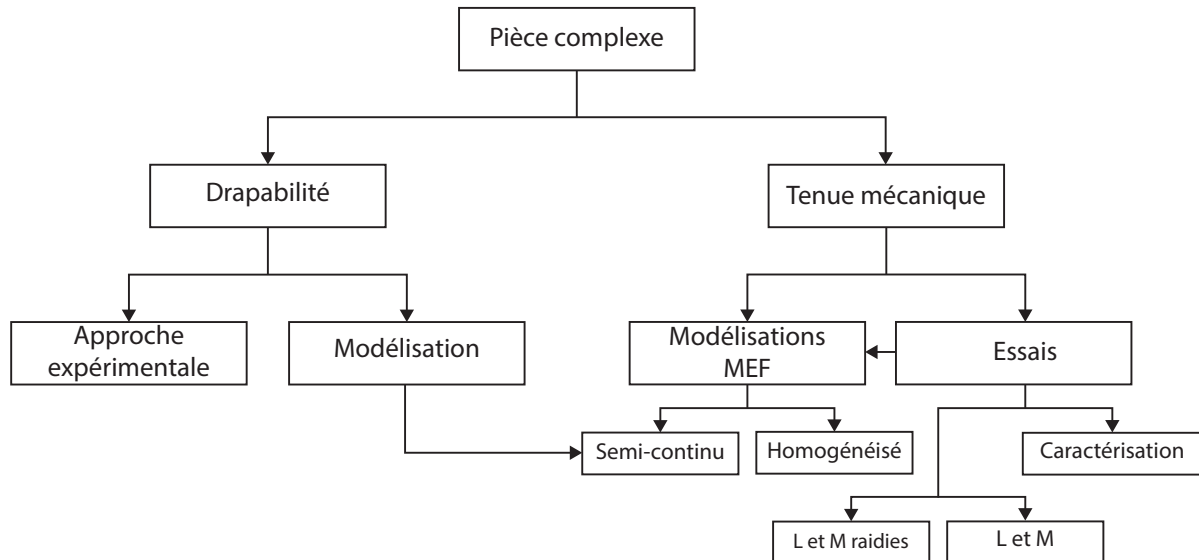 Pièce complexe
Drapabilité
Tenue mécanique
Approche
expérimentale
Modélisation
Modélisations
MEF
Essais
Semi-continu
Homogénéisé
Caractérisation
L et M raidies
L et M